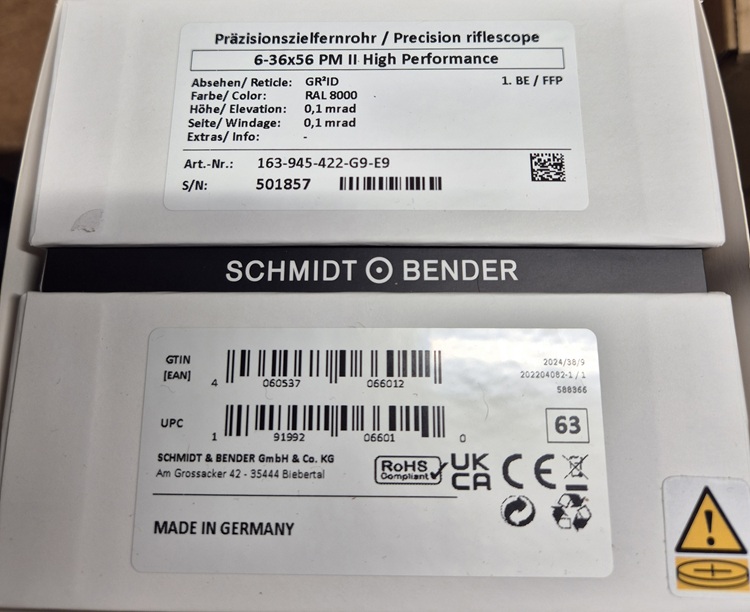 Präzisionszielfernrohr / Precision riflescope
6-36x56 PM II High Performance
Absehen/ Reticle: GR²ID 1. BE / FFP
Farbe/ Color: RAL 8000
Höhe/ Elevation: 0,1 mrad
Seite/ Windage: 0,1 mrad
Extras/ Info: -
Art.-Nr.: 163-945-422-G9-E9
S/N: 501857
SCHMIDT BENDER
GTIN
[EAN]
4 060537 066012
2024/38/9
202204082-1 / 1
588366
UPC
1 91992 06601 0
63
SCHMIDT & BENDER GmbH & Co. KG
Am Grossacker 42 - 35444 Biebertal
RoHS
Compliant
UK
CA
CE
MADE IN GERMANY